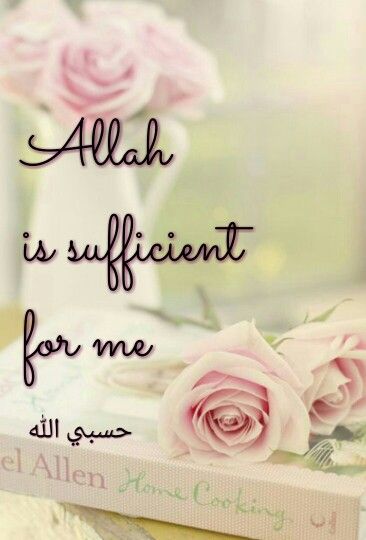 Allah
is sufficient
for me
حسبي الله
el Allen Home Cooking